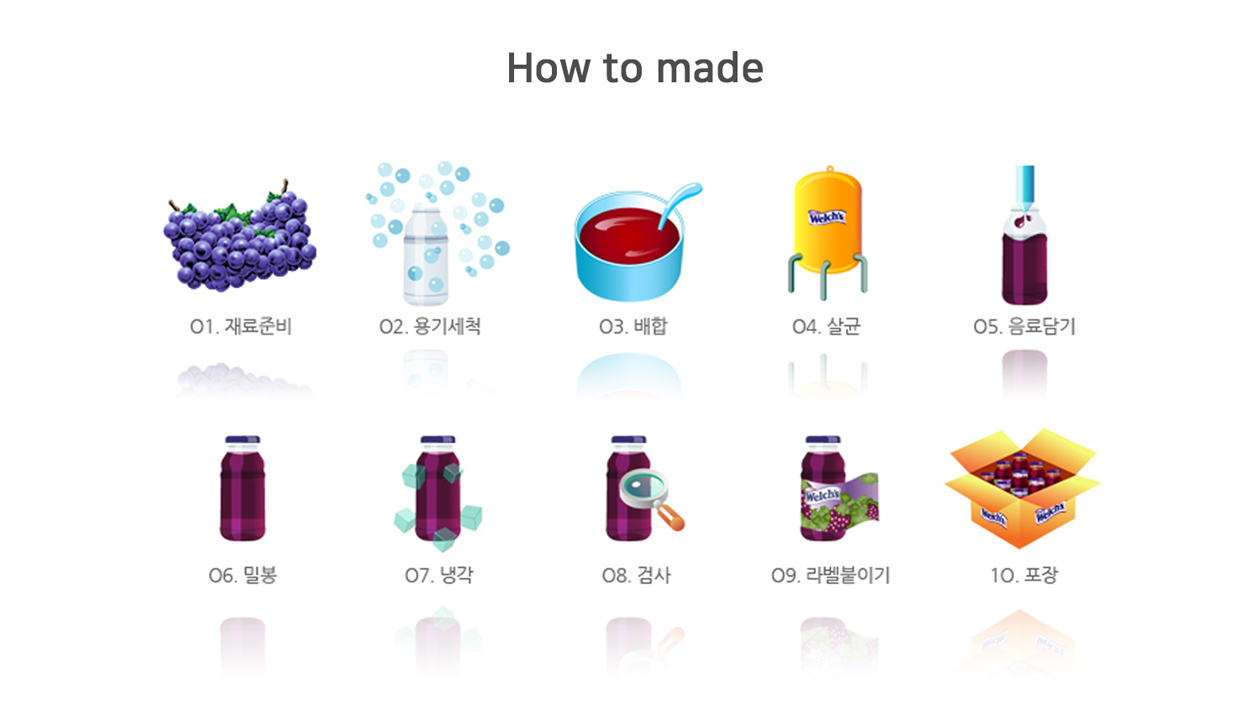 How to made
Welch's
01. 재료준비
02. 용기세척
03. 배합
04. 살균
05. 음료담기
Welch's
Welch's Welch's
06. 밀봉
07. 냉각
08. 검사
09. 라벨붙이기
10. 포장